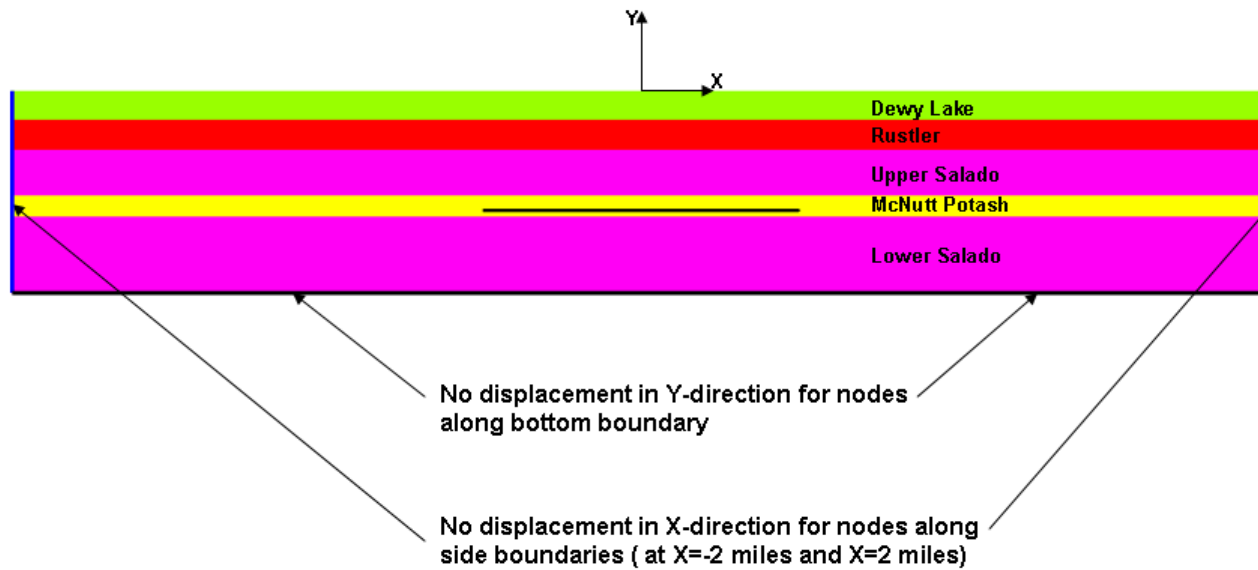 Y
X
Dewy Lake
Rustler
Upper Salado
McNutt Potash
Lower Salado
No displacement in Y-direction for nodes
along bottom boundary
No displacement in X-direction for nodes along
side boundaries ( at X=-2 miles and X=2 miles)